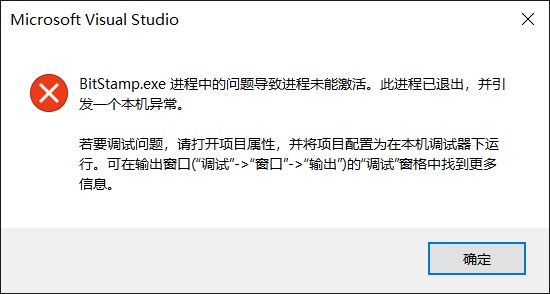 Microsoft Visual Studio
BitStamp.exe 进程中的问题导致进程未能激活。此进程已退出，并引
发一个本机异常。
若要调试问题，请打开项目属性，并将项目配置为在本机调试器下运
行。可在输出窗口(“调试”->“窗口”->“输出”)的“调试”窗格中找到更多
信息。
确定